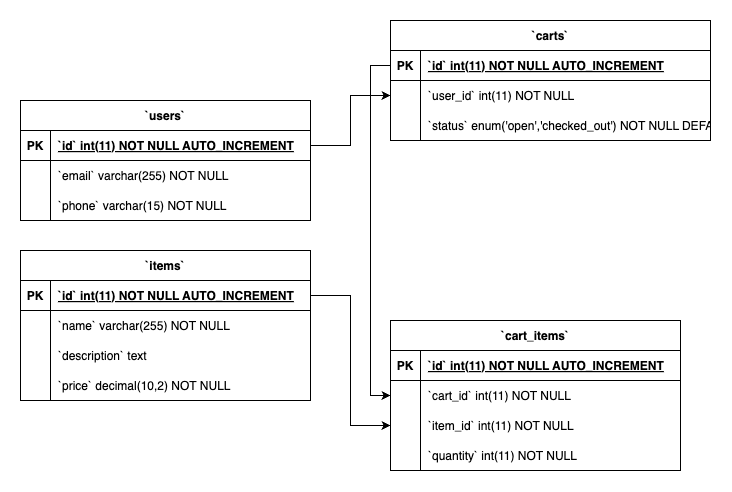 `carts`
PK `id` int(11) NOT NULL AUTO_INCREMENT
`user_id` int(11) NOT NULL
`status` enum('open','checked_out') NOT NULL DEFA
`users`
PK `id` int(11) NOT NULL AUTO_INCREMENT
`email` varchar(255) NOT NULL
`phone` varchar(15) NOT NULL
`items`
PK `id` int(11) NOT NULL AUTO_INCREMENT
`name` varchar(255) NOT NULL
`description` text
`price` decimal(10,2) NOT NULL
`cart_items`
PK `id` int(11) NOT NULL AUTO_INCREMENT
`cart_id` int(11) NOT NULL
`item_id` int(11) NOT NULL
`quantity` int(11) NOT NULL